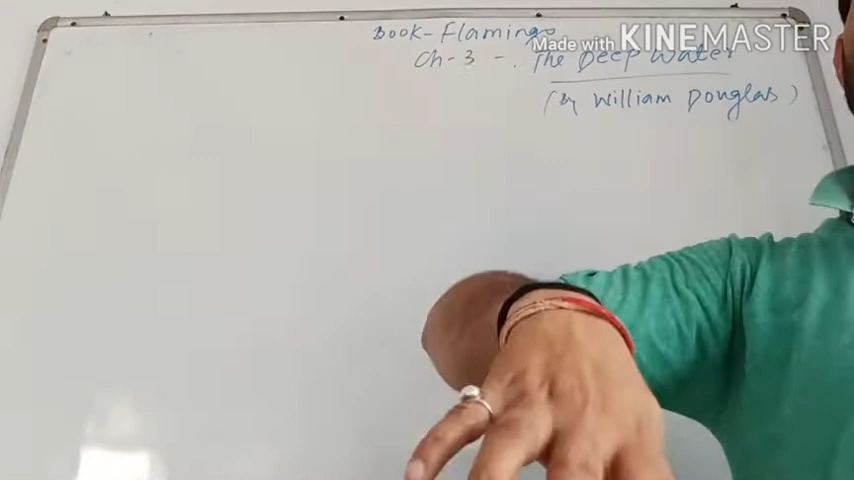 Book-Flamingo
Made with KINEMASTER
Ch-3 - . The Deep Water
(By William Douglas)